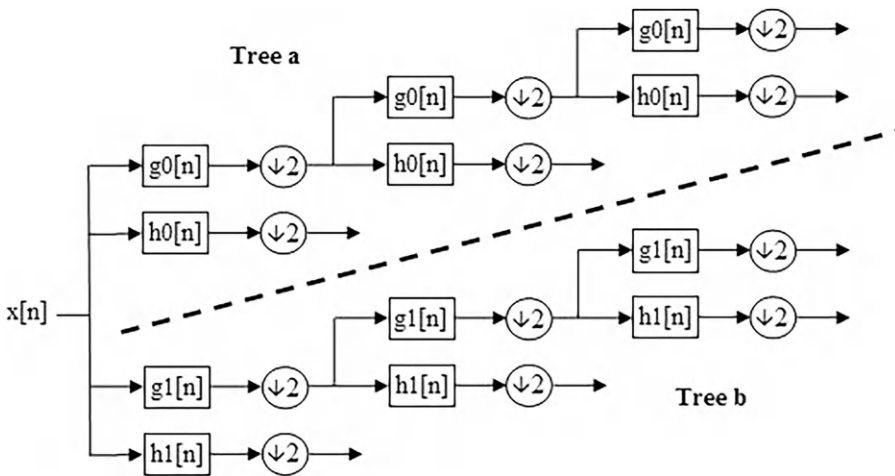 g0[n] ↓2
Tree a
g0[n] ↓2 h0[n] ↓2
g0[n] ↓2 h0[n] ↓2
h0[n] ↓2
g1[n] ↓2
x[n] g1[n] ↓2 h1[n] ↓2
g1[n] ↓2 h1[n] ↓2
Tree b
h1[n] ↓2